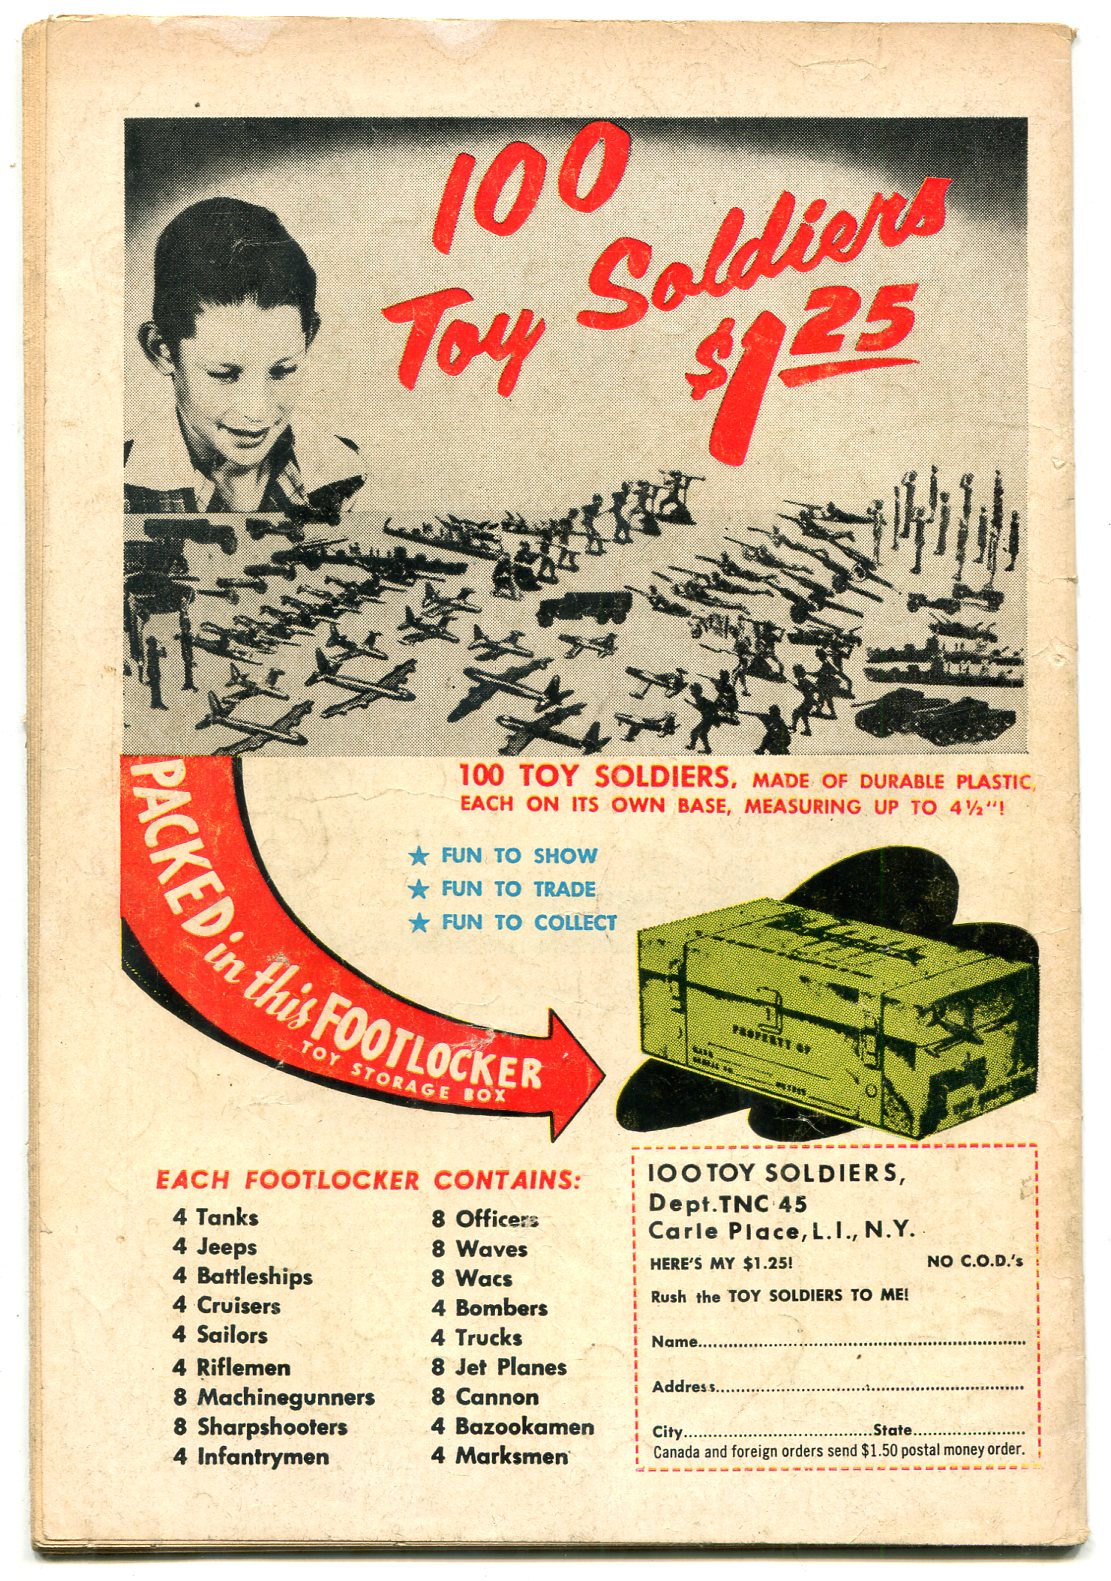 100
Toy Soldiers
$1.25
100 TOY SOLDIERS, MADE OF DURABLE PLASTIC,
EACH ON ITS OWN BASE, MEASURING UP TO 4½"!
PACKED in this FOOTLOCKER
TOY STORAGE BOX
★ FUN TO SHOW
★ FUN TO TRADE
★ FUN TO COLLECT
PROPERTY OF
EACH FOOTLOCKER CONTAINS:
4 Tanks
4 Jeeps
4 Battleships
4 Cruisers
4 Sailors
4 Riflemen
8 Machinegunners
8 Sharpshooters
4 Infantrymen
8 Officers
8 Waves
8 Wacs
4 Bombers
4 Trucks
8 Jet Planes
8 Cannon
4 Bazookamen
4 Marksmen
100 TOY SOLDIERS,
Dept. TNC 45
Carle Place, L.I., N.Y.
HERE'S MY $1.25! NO C.O.D.'s
Rush the TOY SOLDIERS TO ME!
Name
Address
City State
Canada and foreign orders send $1.50 postal money order.